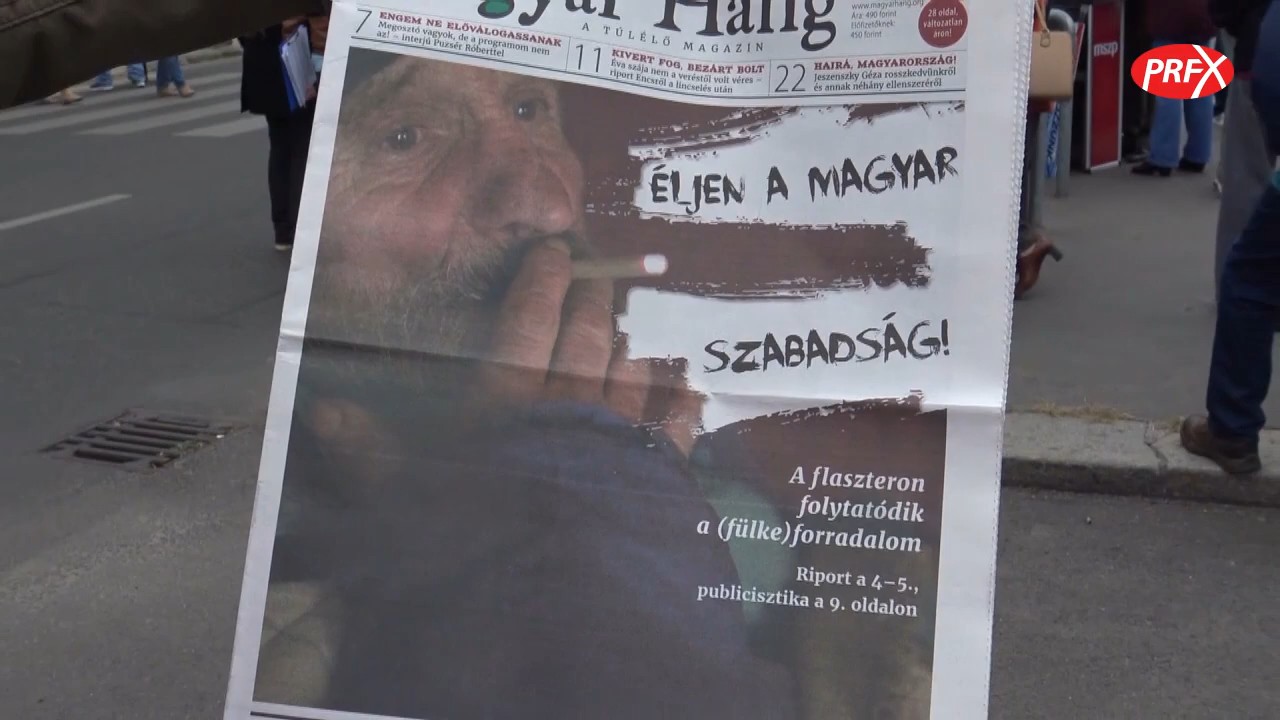 Magyar Hang
A TÚLÉLŐ MAGAZIN
www.magyarhang.org
Ára: 490 forint
Előfizetőknek:
450 forint
28 oldal,
változatlan
áron!
7 ENGEM NE ELŐVÁLOGASSANAK
Megosztó vagyok, de a programom nem
az! – interjú Puzsér Róberttel
11 KIVERT FOG, BEZÁRT BOLT
Éva szája nem a veréstől volt véres –
riport Encsről a lincselés után
22 HAJRÁ, MAGYARORSZÁG!
Jeszenszky Géza rosszkedvünkről
és annak néhány ellenszeréről
mszp
PRFX
ÉLJEN A MAGYAR
SZABADSÁG!
A flaszteron
folytatódik
a (fülke)forradalom
Riport a 4–5.,
publicisztika a 9. oldalon